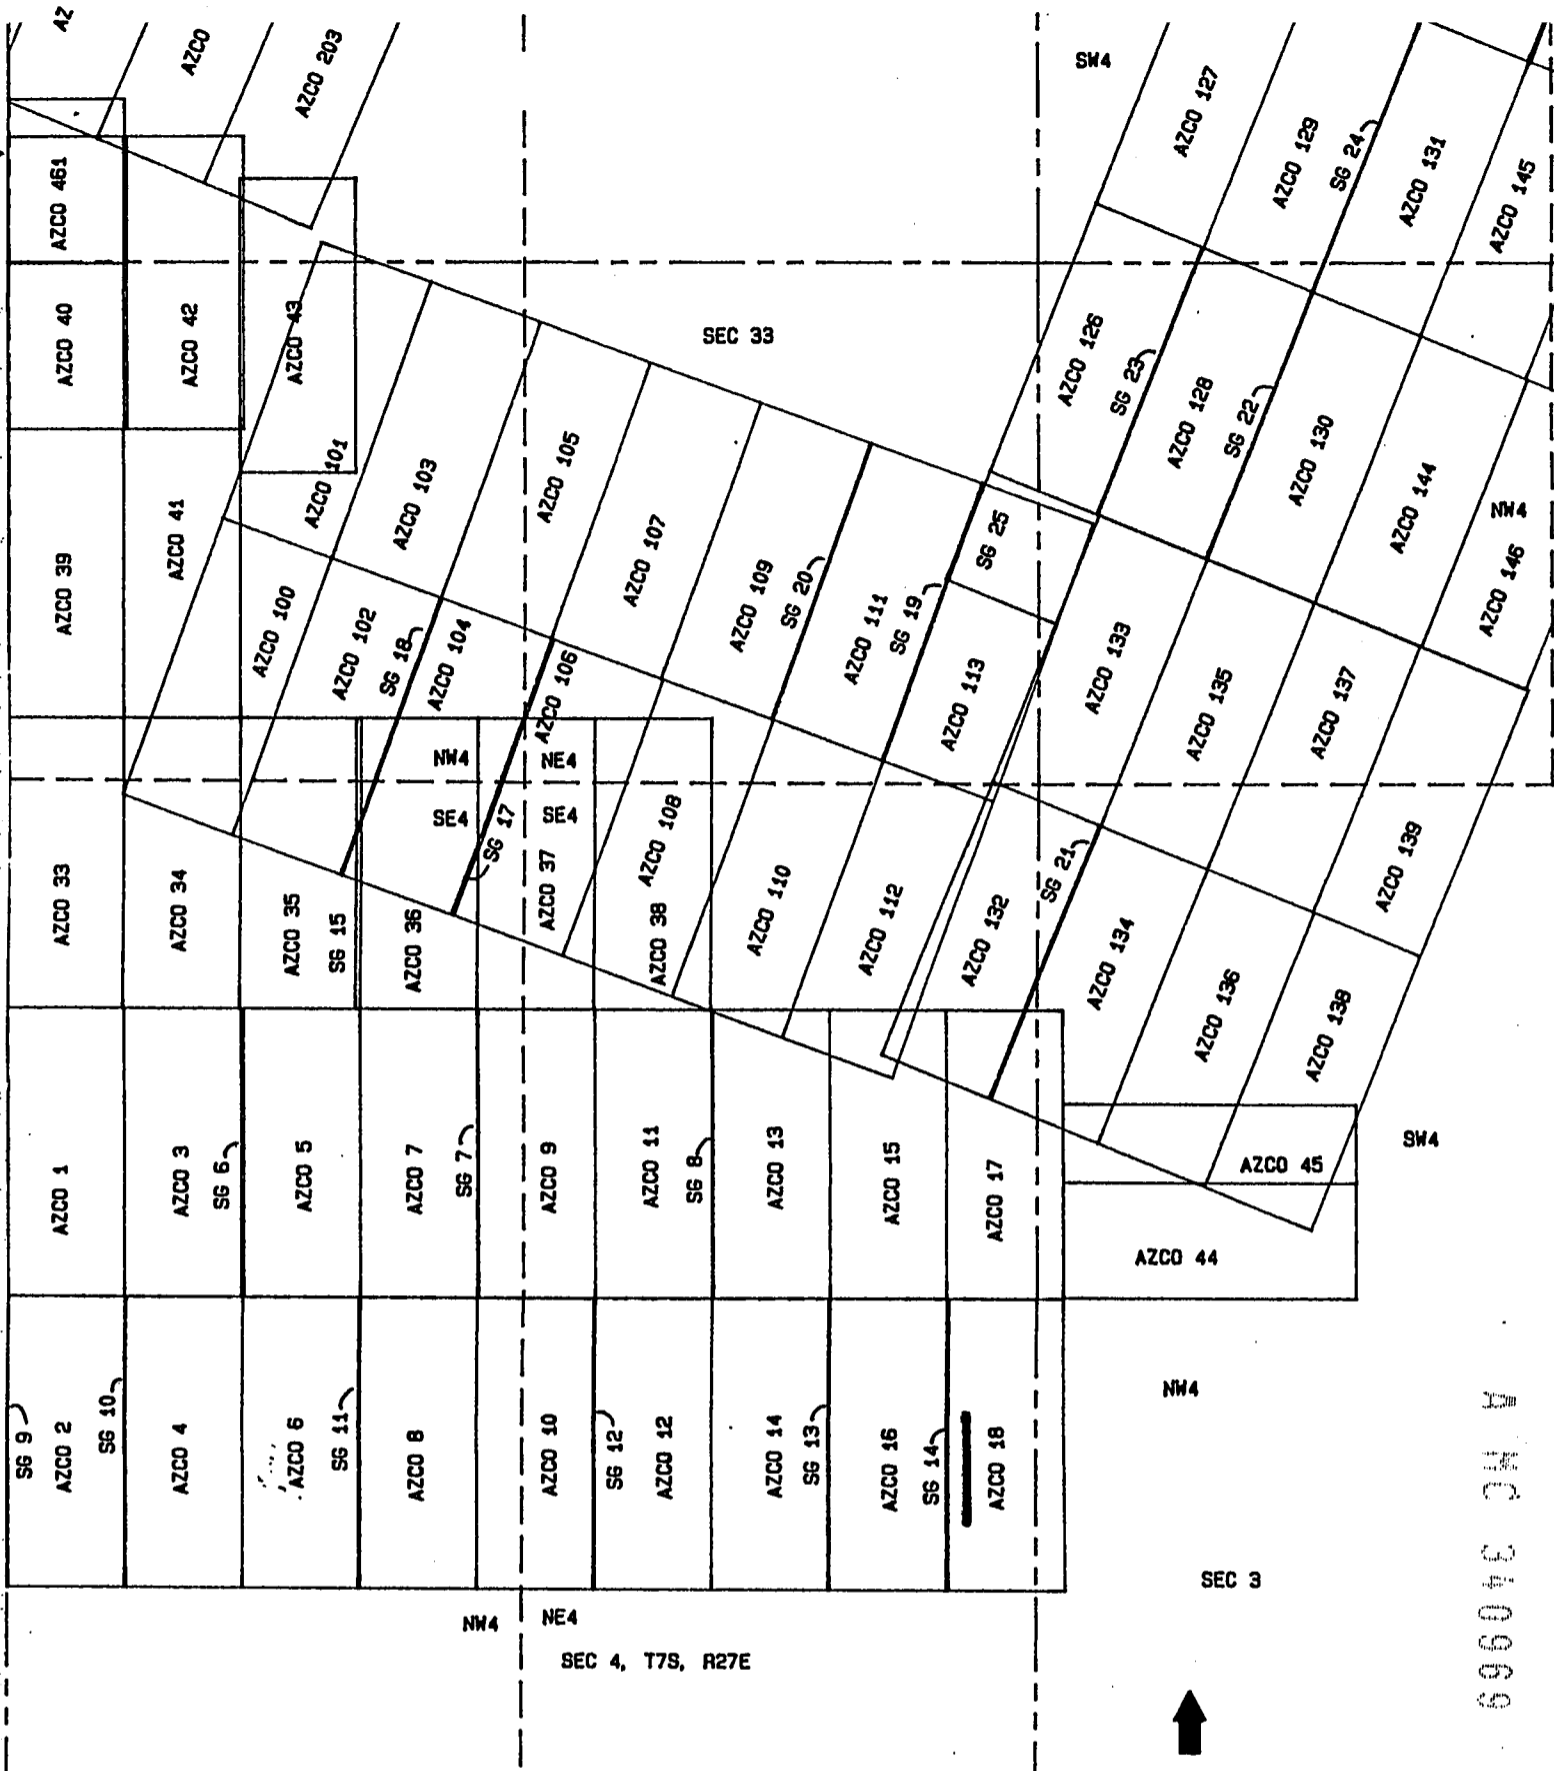 AZ
AZCO
AZCO 203
SW4
AZCO 127
AZCO 129
SG 24
AZCO 131
AZCO 145
AZCO 461
AZCO 40
AZCO 42
AZCO 43
SEC 33
AZCO 126
SG 23
AZCO 128
SG 22
AZCO 130
AZCO 144
NW4
AZCO 146
AZCO 39
AZCO 41
AZCO 101
AZCO 103
AZCO 105
AZCO 107
AZCO 109
SG 20
AZCO 111
SG 19
SG 25
AZCO 113
AZCO 133
AZCO 135
AZCO 137
AZCO 100
AZCO 102
SG 18
AZCO 104
AZCO 106
NW4
NE4
SE4
SE4
SG 17
AZCO 33
AZCO 34
AZCO 35
SG 15
AZCO 36
AZCO 37
AZCO 38
AZCO 108
AZCO 110
AZCO 112
AZCO 132
SG 21
AZCO 134
AZCO 136
AZCO 138
AZCO 139
AZCO 1
AZCO 3
SG 6
AZCO 5
AZCO 7
SG 7
AZCO 9
AZCO 11
SG 8
AZCO 13
AZCO 15
AZCO 17
AZCO 45
SW4
AZCO 44
SG 9
AZCO 2
SG 10
AZCO 4
AZCO 6
SG 11
AZCO 8
AZCO 10
SG 12
AZCO 12
AZCO 14
SG 13
AZCO 16
SG 14
AZCO 18
NW4
SEC 3
NW4
NE4
SEC 4, T7S, R27E
A MC 340969